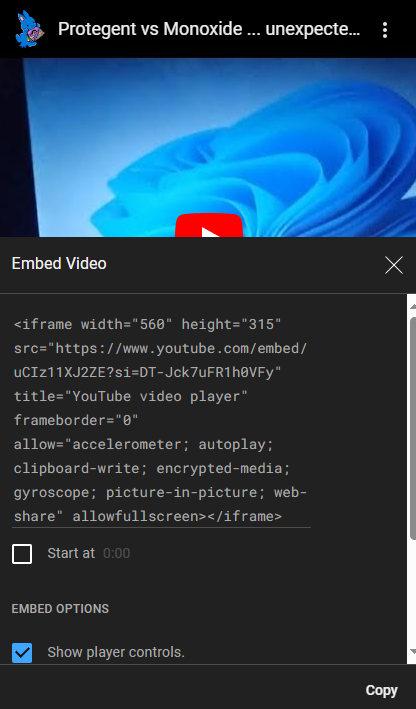 Protegent vs Monoxide ... unexpecte...
Embed Video
<iframe width="560" height="315"
src="https://www.youtube.com/embed/
uCIz11XJ2ZE?si=DT-Jck7uFR1h0VFy"
title="YouTube video player"
frameborder="0"
allow="accelerometer; autoplay;
clipboard-write; encrypted-media;
gyroscope; picture-in-picture; web-
share" allowfullscreen></iframe>
Start at 0:00
EMBED OPTIONS
Show player controls.
Copy